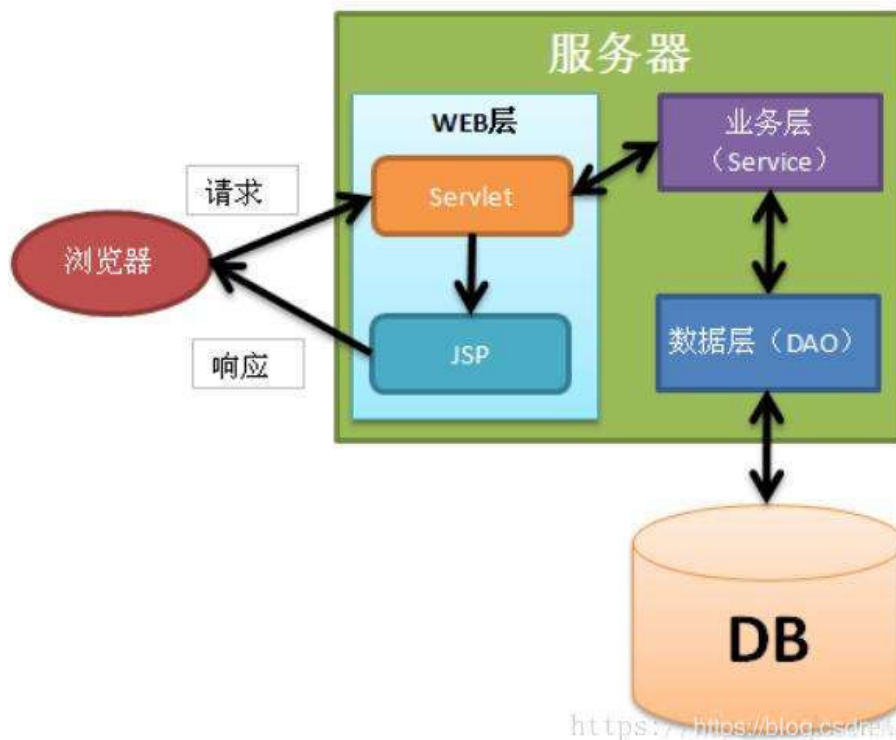 服务器
WEB层
业务层
（Service）
请求
Servlet
浏览器
数据层（DAO）
响应
JSP
DB
https://blog.csdn